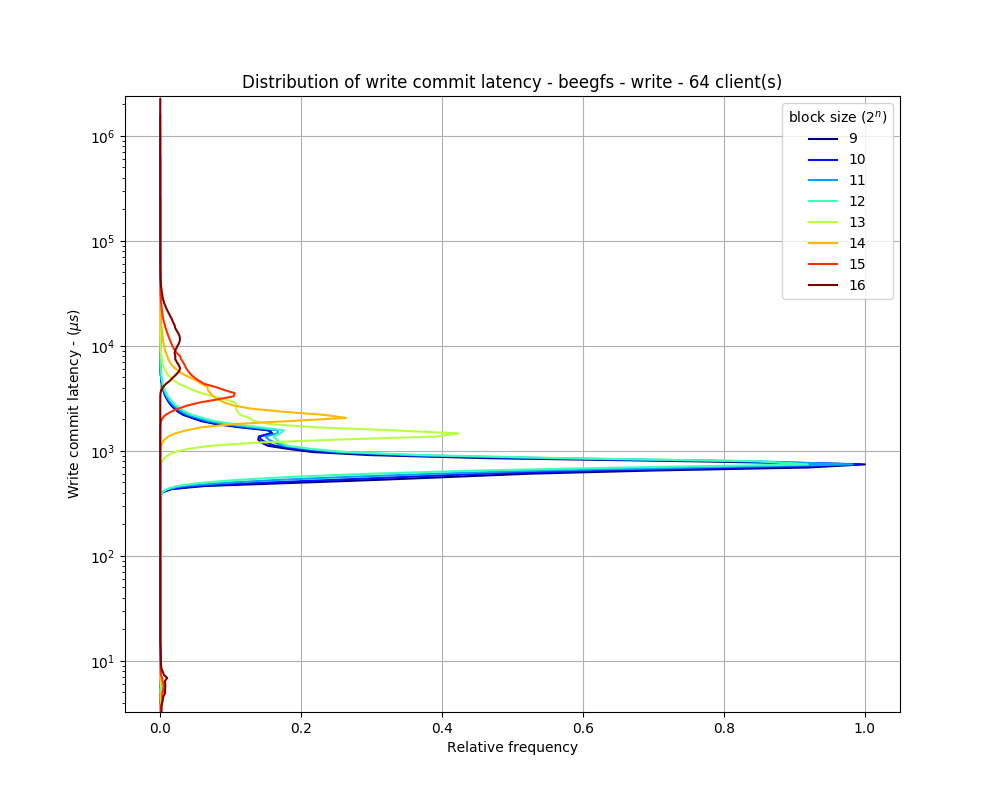 Distribution of write commit latency - beegfs - write - 64 client(s)
block size (2ⁿ)
9
10
11
12
13
14
15
16
10⁶
10⁵
10⁴
10³
10²
10¹
Write commit latency - (μs)
0.0 0.2 0.4 0.6 0.8 1.0
Relative frequency